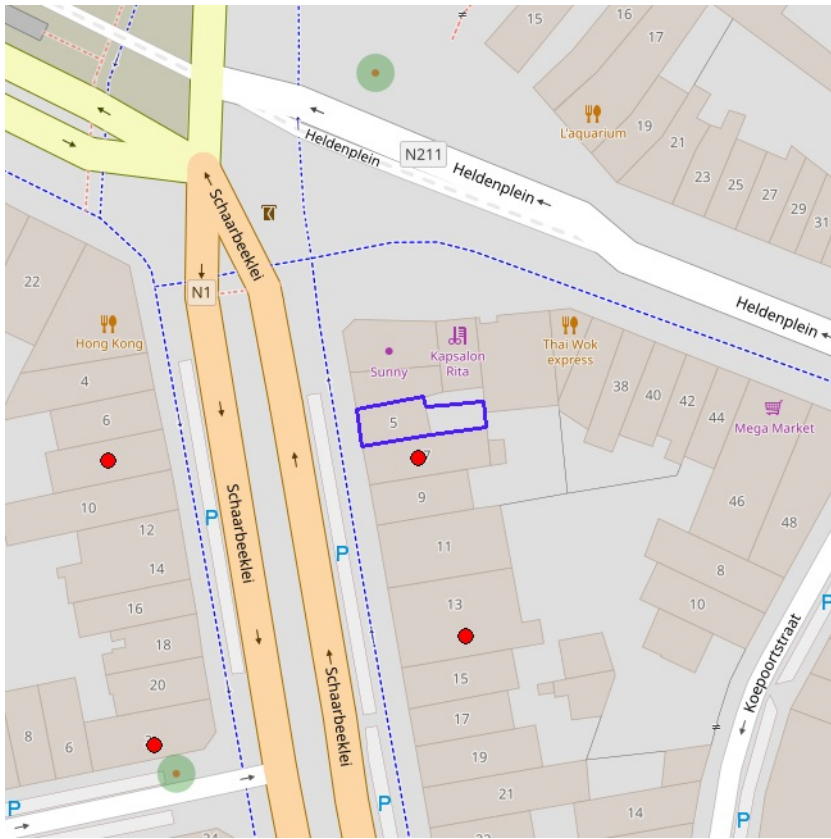 15
16
17
L'aquarium
19
21
23
25
27
29
31
Heldenplein
N211
Heldenplein
Heldenplein
Schaarbeeklei
N1
22
Hong Kong
4
6
10
12
14
16
18
20
8
6
P
P
Schaarbeeklei
Schaarbeeklei
P
P
Sunny
Kapsalon
Rita
Thai Wok
express
38
40
42
44
Mega Market
46
48
8
10
5
7
9
11
13
15
17
19
21
14
Koepoortstraat
P
P